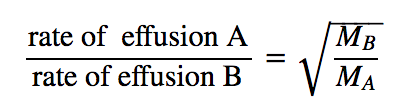 rate of effusion A
rate of effusion B
= √
M_B
M_A